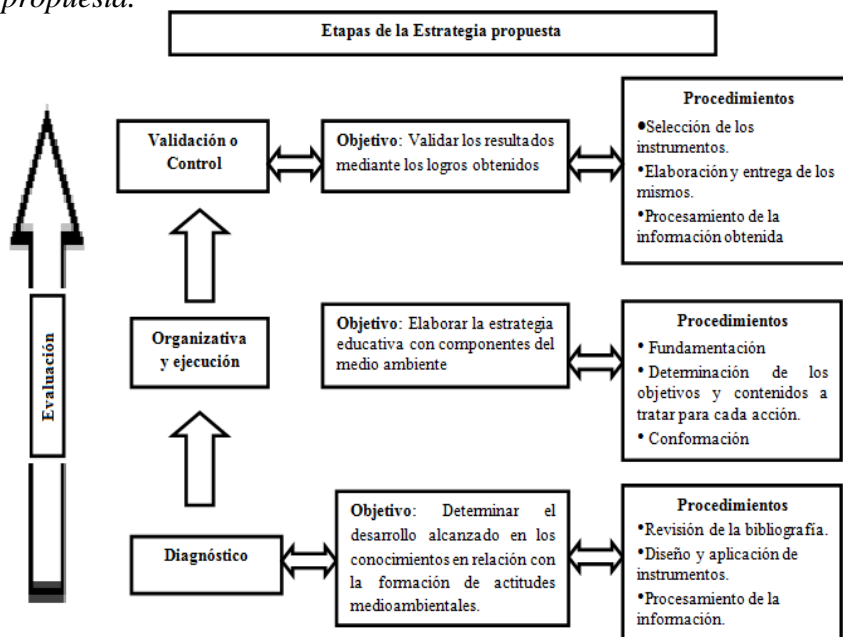 propuesta.
Etapas de la Estrategia propuesta
Evaluación
Validación o
Control
Objetivo: Validar los resultados
mediante los logros obtenidos
Procedimientos
•Selección de los
instrumentos.
•Elaboración y entrega de los
mismos.
•Procesamiento de la
información obtenida
Organizativa
y ejecución
Objetivo: Elaborar la estrategia
educativa con componentes del
medio ambiente
Procedimientos
• Fundamentación
• Determinación de los
objetivos y contenidos a
tratar para cada acción.
• Conformación
Diagnóstico
Objetivo: Determinar el
desarrollo alcanzado en los
conocimientos en relación con
la formación de actitudes
medioambientales.
Procedimientos
•Revisión de la bibliografía.
•Diseño y aplicación de
instrumentos.
•Procesamiento de la
información.